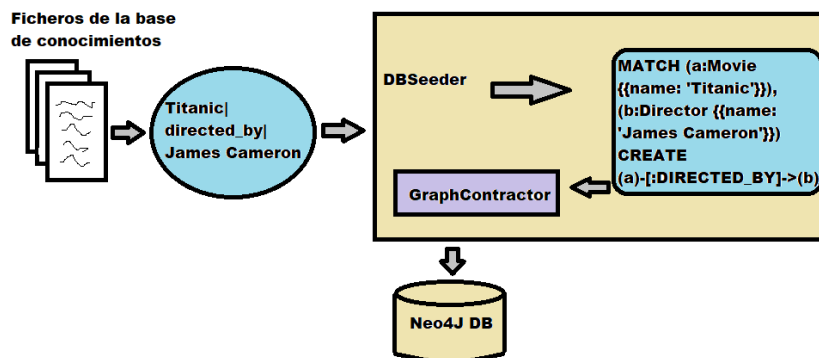 Ficheros de la base
de conocimientos
Titanic|
directed_by|
James Cameron
DBSeeder
MATCH (a:Movie
{{name: 'Titanic'}}),
(b:Director {{name:
'James Cameron'}})
CREATE
(a)-[:DIRECTED_BY]->(b)
GraphContractor
Neo4J DB